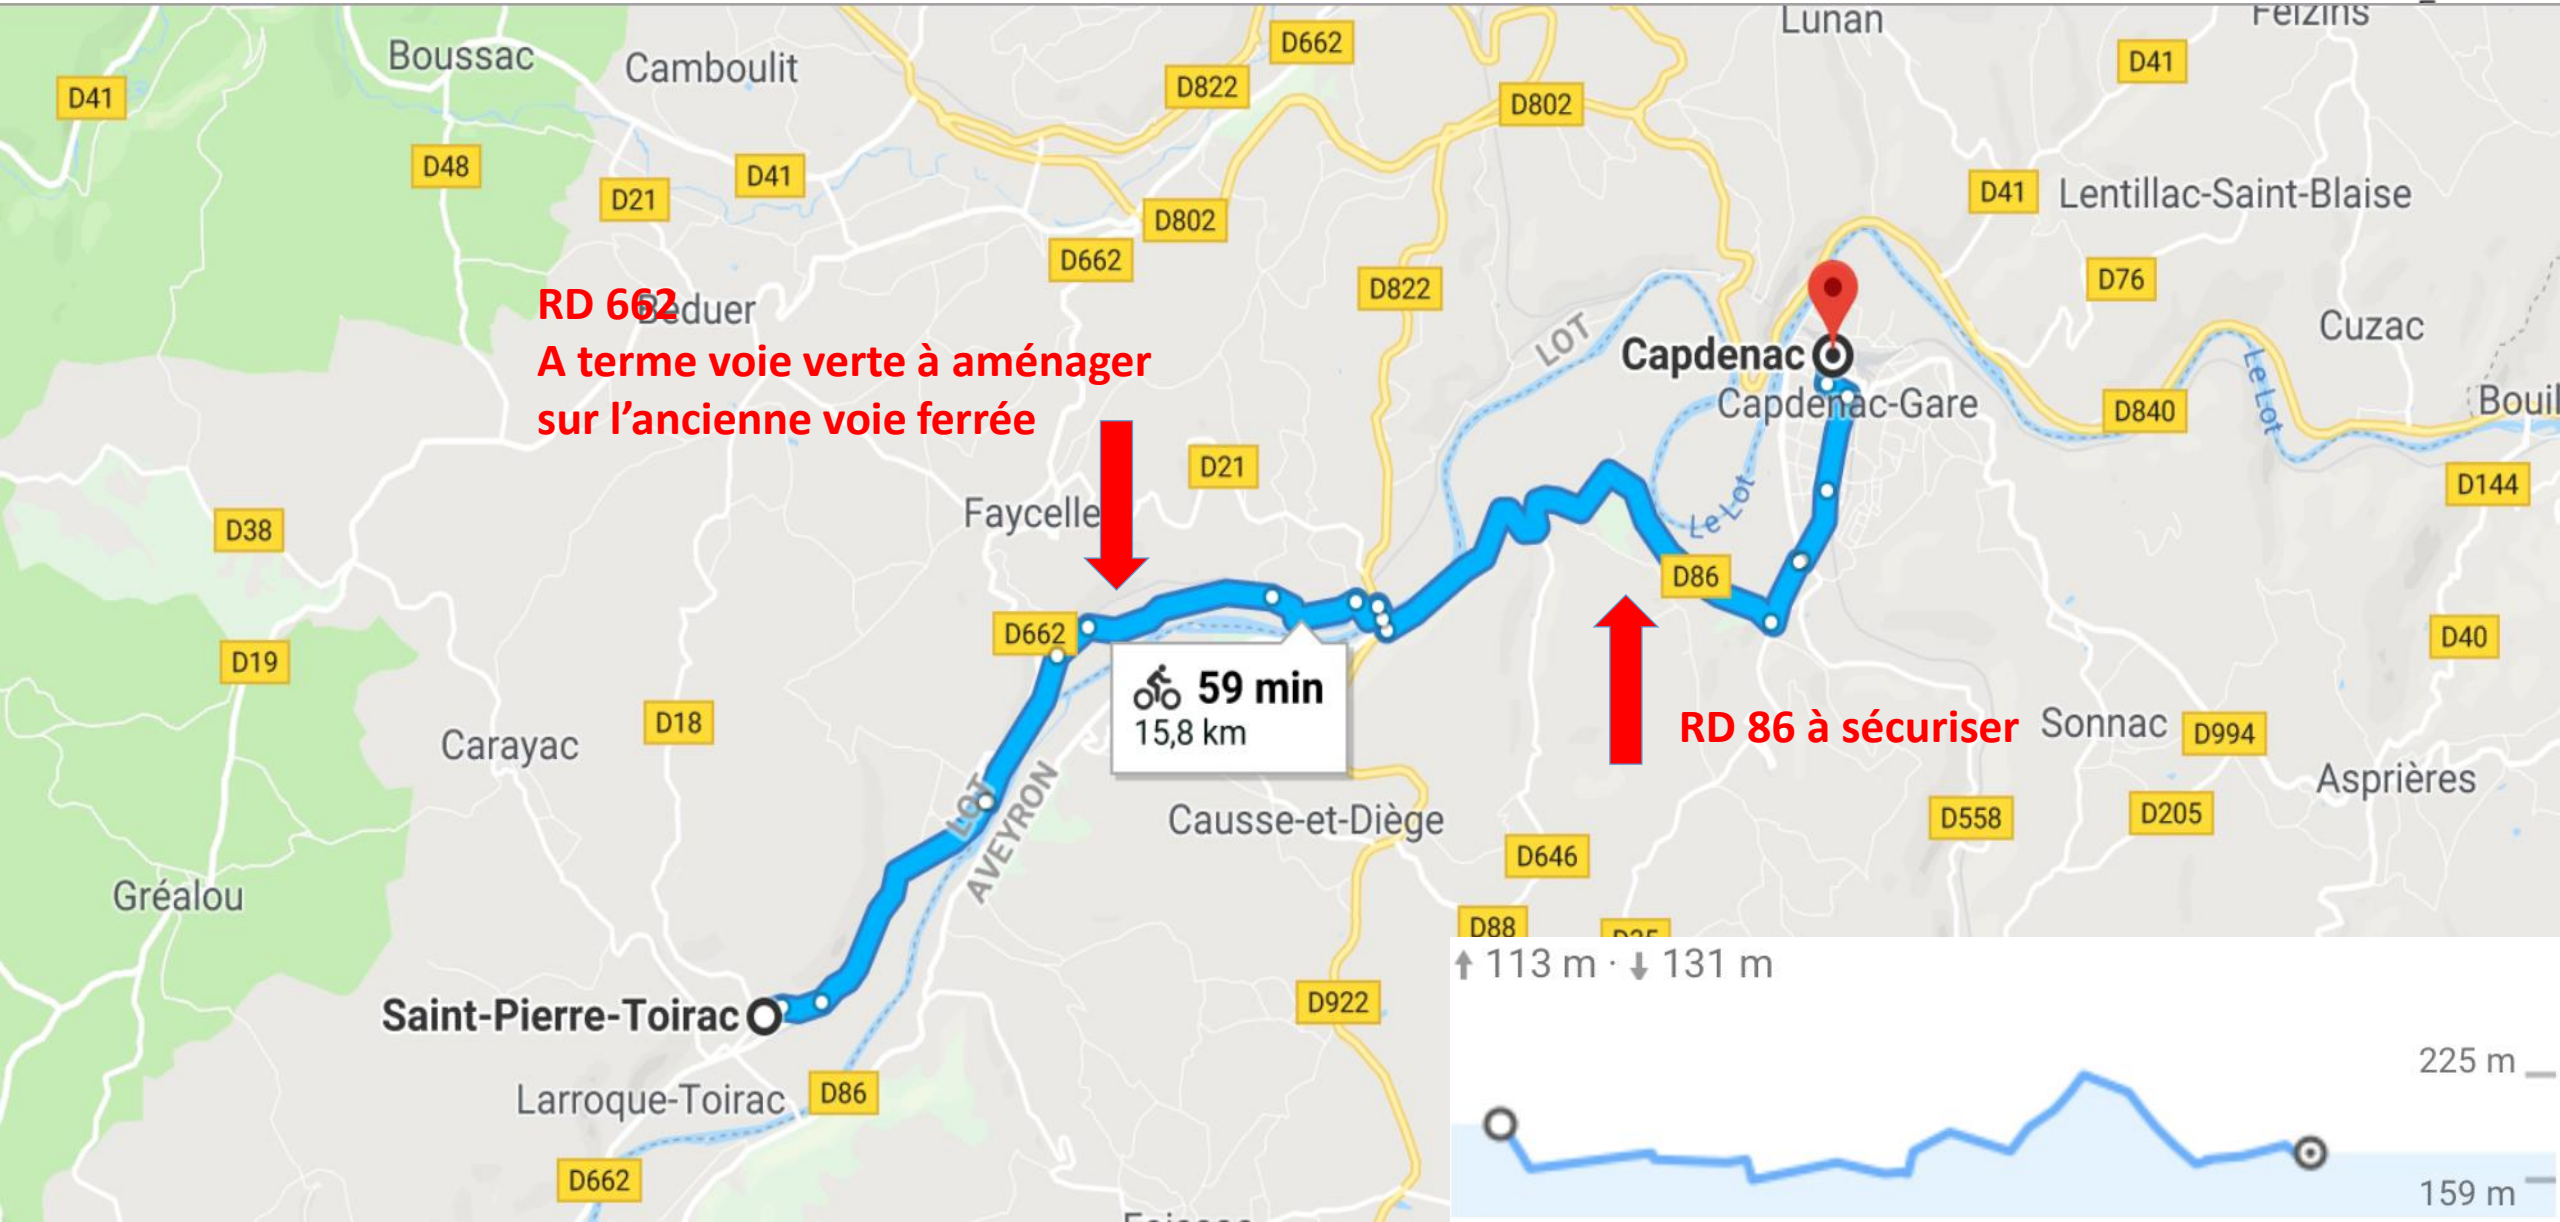 Lunan
Felzins
Boussac
Camboulit
D662
D41
D822
D41
D802
D48
D21
D41
D41
Lentillac-Saint-Blaise
D802
D662
D822
D76
RD 662
Béduer
A terme voie verte à aménager
sur l'ancienne voie ferrée
LOT
Capdenac
Capdenac-Gare
Cuzac
Le Lot
D840
Bouil
D21
D144
Faycelle
D38
Le Lot
D86
D662
D19
D40
59 min
15,8 km
D18
Carayac
RD 86 à sécuriser
Sonnac
D994
Asprières
LOT
AVEYRON
Causse-et-Diège
D558
D205
D646
Gréalou
D88
113 m · 131 m
Saint-Pierre-Toirac
D922
Larroque-Toirac
D86
D662
225 m
159 m